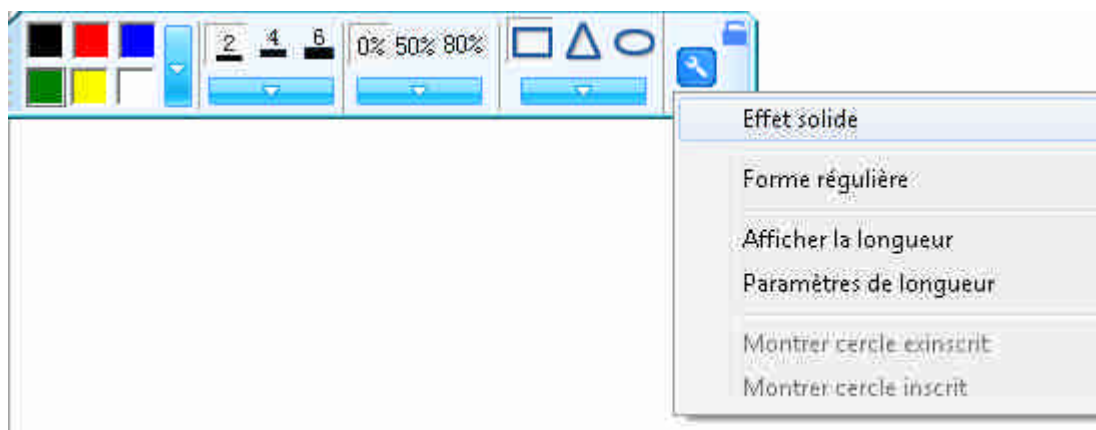 2 4 6 0% 50% 80%
Effet solide
Forme régulière
Afficher la longueur
Paramètres de longueur
Montrer cercle exinscrit
Montrer cercle inscrit